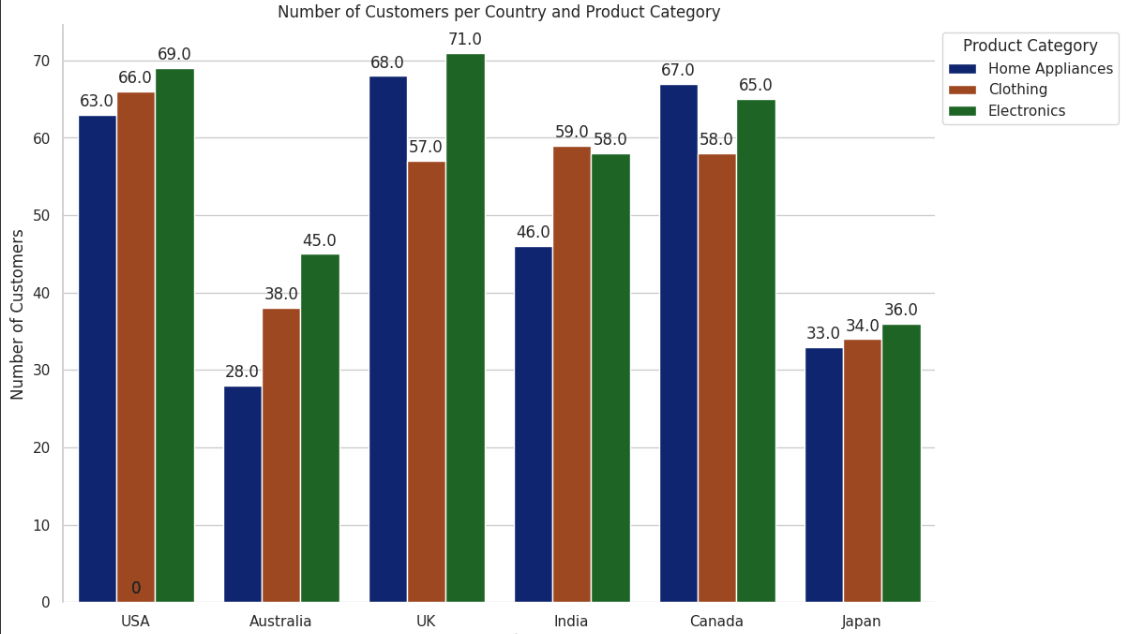 Number of Customers per Country and Product Category
Product Category
Home Appliances
Clothing
Electronics
Number of Customers
70
60
50
40
30
20
10
0
63.0
66.0
69.0
28.0
38.0
45.0
68.0
57.0
71.0
46.0
59.0
58.0
67.0
58.0
65.0
33.0
34.0
36.0
0
USA
Australia
UK
India
Canada
Japan